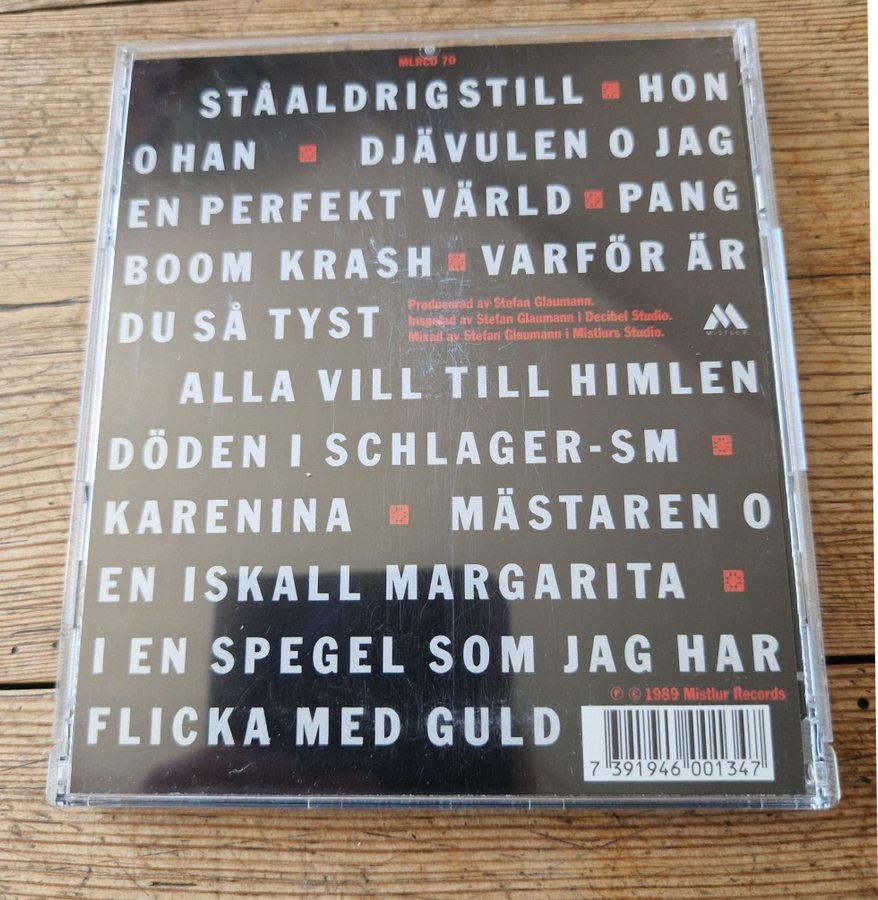 MLRCD 70
STÅALDRIGSTILL HON
O HAN DJÄVULEN O JAG
EN PERFEKT VÄRLD PANG
BOOM KRASH VARFÖR ÄR
DU SÅ TYST
Producerad av Stefan Glaumann.
Inspelad av Stefan Glaumann i Decibel Studio.
Mixad av Stefan Glaumann i Mistlurs Studio.
MISTLUR
ALLA VILL TILL HIMLEN
DÖDEN I SCHLAGER-SM
KARENINA MÄSTAREN O
EN ISKALL MARGARITA
I EN SPEGEL SOM JAG HAR
℗ © 1989 Mistlur Records
FLICKA MED GULD
7 391946 001347